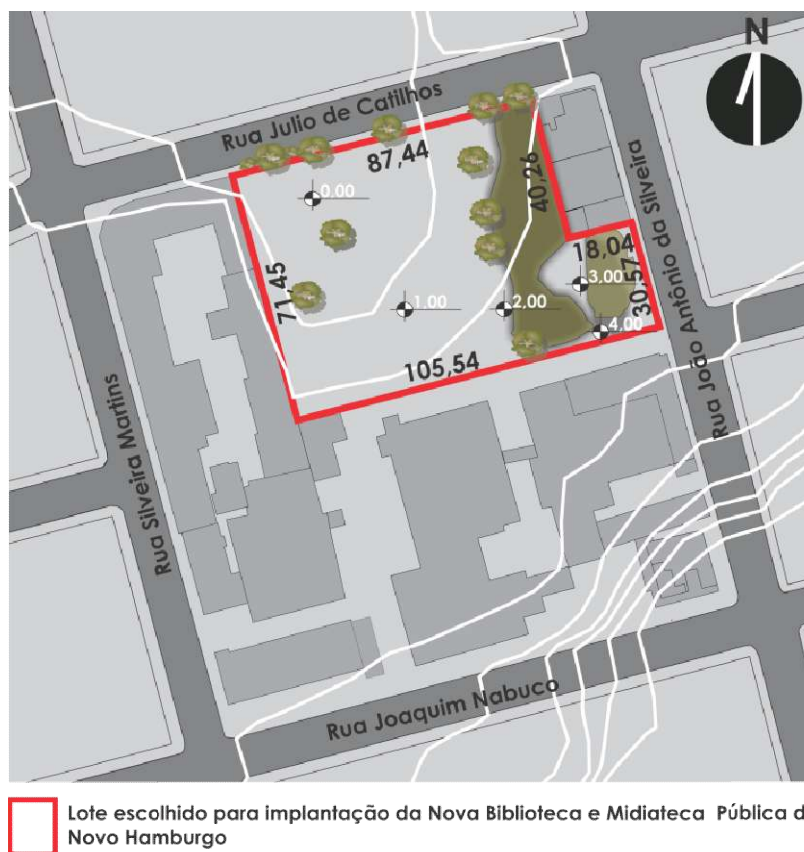 N
Rua Julio de Catilhos
87,44
40,26
0.00
Rua João Antônio da Silveira
18,04
3.00
30,57
71,45
1.00
2.00
4.00
105,54
Rua Silveira Martins
Rua Joaquim Nabuco
Lote escolhido para implantação da Nova Biblioteca e Midiateca Pública d
Novo Hamburgo